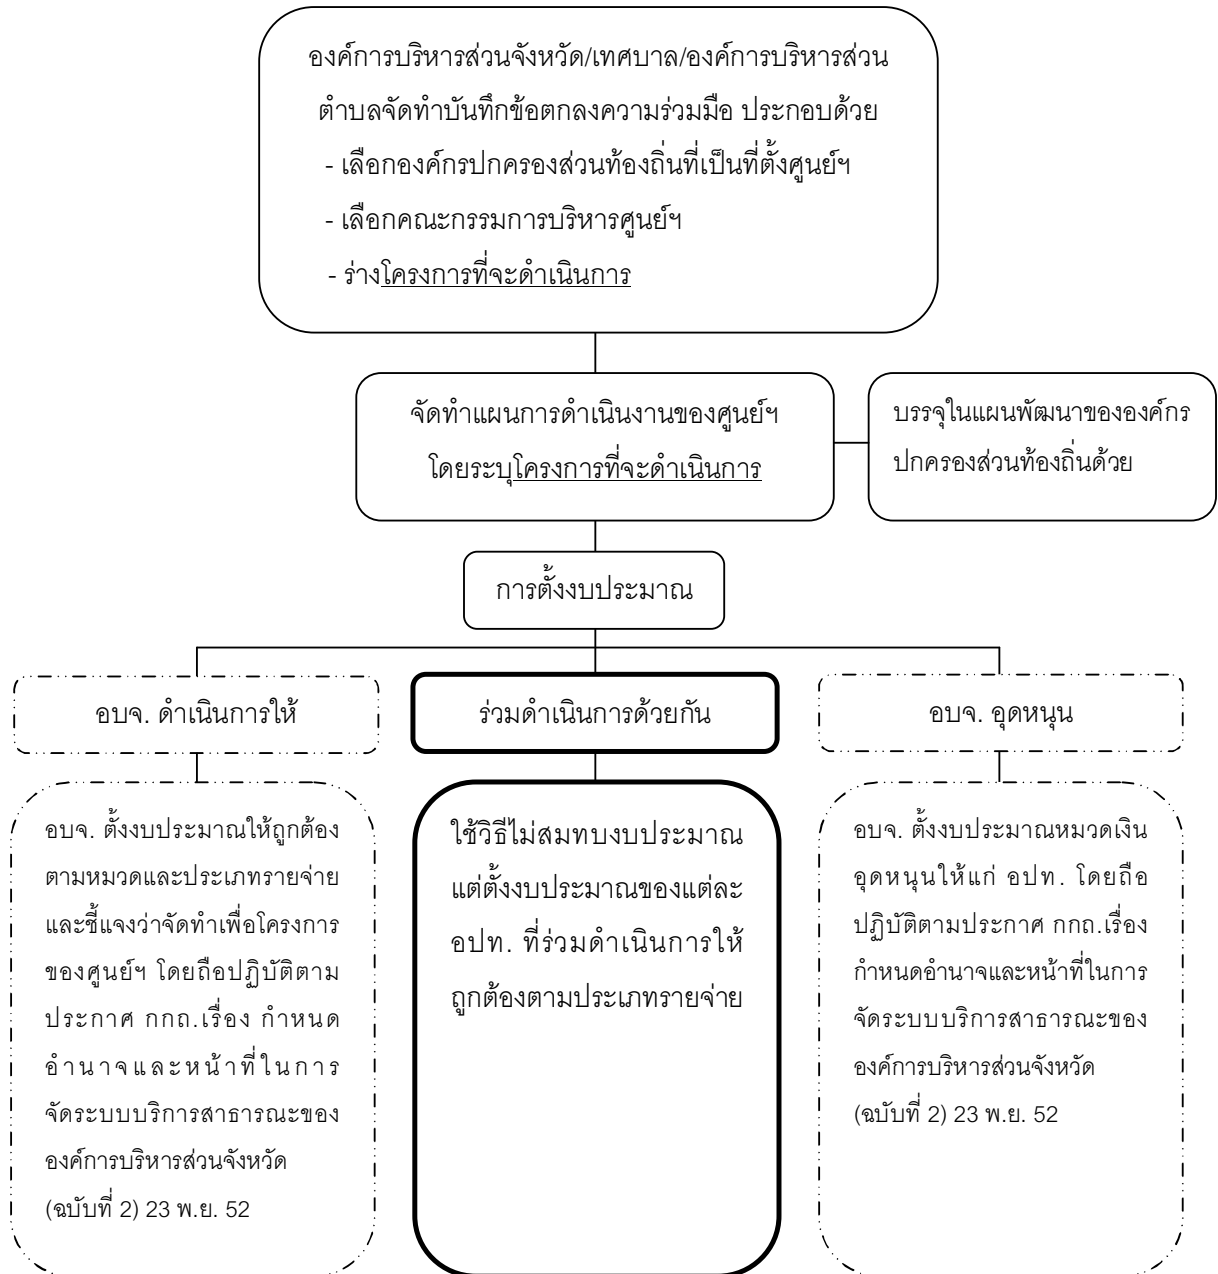 องค์การบริหารส่วนจังหวัด/เทศบาล/องค์การบริหารส่วน
ตำบลจัดทำบันทึกข้อตกลงความร่วมมือ ประกอบด้วย
- เลือกองค์กรปกครองส่วนท้องถิ่นที่เป็นที่ตั้งศูนย์ฯ
- เลือกคณะกรรมการบริหารศูนย์ฯ
- ร่างโครงการที่จะดำเนินการ
จัดทำแผนการดำเนินงานของศูนย์ฯ
โดยระบุโครงการที่จะดำเนินการ
บรรจุในแผนพัฒนาขององค์กร
ปกครองส่วนท้องถิ่นด้วย
การตั้งงบประมาณ
อบจ. ดำเนินการให้
อบจ. ตั้งงบประมาณให้ถูกต้อง
ตามหมวดและประเภทรายจ่าย
และชี้แจงว่าจัดทำเพื่อโครงการ
ของศูนย์ฯ โดยถือปฏิบัติตาม
ประกาศ กกถ.เรื่อง กำหนด
อำนาจและหน้าที่ในการ
จัดระบบบริการสาธารณะของ
องค์การบริหารส่วนจังหวัด
(ฉบับที่ 2) 23 พ.ย. 52
ร่วมดำเนินการด้วยกัน
ใช้วิธีไม่สมทบงบประมาณ
แต่ตั้งงบประมาณของแต่ละ
อปท. ที่ร่วมดำเนินการให้
ถูกต้องตามประเภทรายจ่าย
อบจ. อุดหนุน
อบจ. ตั้งงบประมาณหมวดเงิน
อุดหนุนให้แก่ อปท. โดยถือ
ปฏิบัติตามประกาศ กกถ.เรื่อง
กำหนดอำนาจและหน้าที่ในการ
จัดระบบบริการสาธารณะของ
องค์การบริหารส่วนจังหวัด
(ฉบับที่ 2) 23 พ.ย. 52